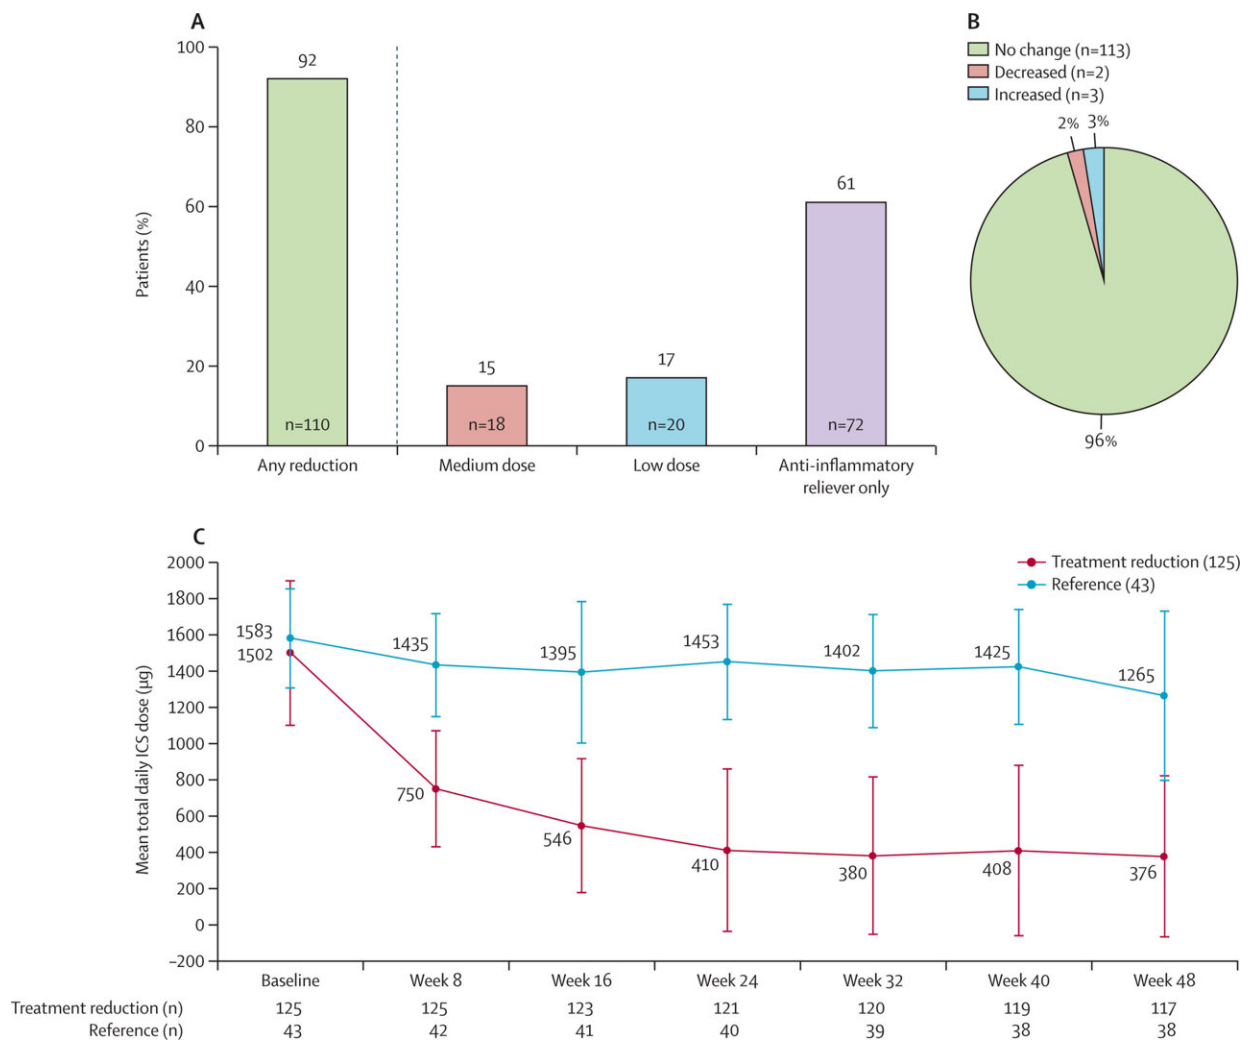 A
100
80
60
40
20
0
Patients (%)
92
15
17
61
n=110
n=18
n=20
n=72
Any reduction
Medium dose
Low dose
Anti-inflammatory
reliever only
B
No change (n=113)
Decreased (n=2)
Increased (n=3)
2%
3%
96%
C
2000
1800
1600
1400
1200
1000
800
600
400
200
0
–200
Mean total daily ICS dose (µg)
Treatment reduction (125)
Reference (43)
1583
1435
1395
1453
1402
1425
1265
1502
750
546
410
380
408
376
Baseline Week 8 Week 16 Week 24 Week 32 Week 40 Week 48
Treatment reduction (n) 125 125 123 121 120 119 117
Reference (n) 43 42 41 40 39 38 38